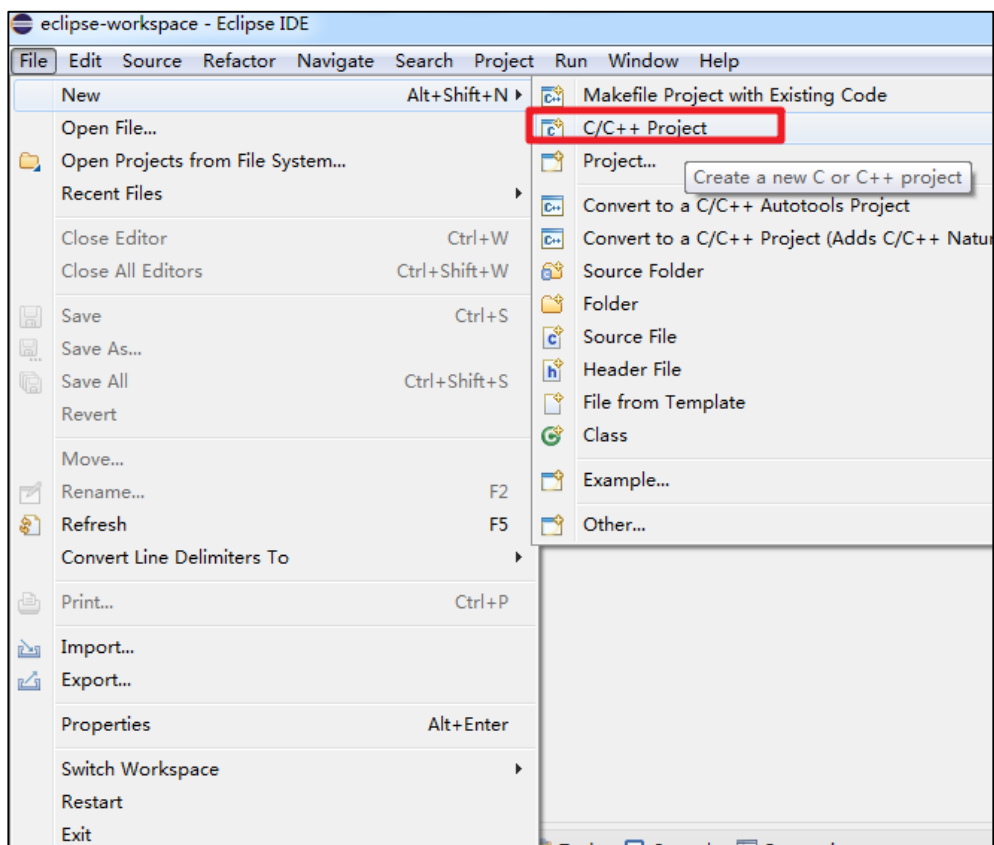 eclipse-workspace - Eclipse IDE
File Edit Source Refactor Navigate Search Project Run Window Help
New Alt+Shift+N
Open File...
Open Projects from File System...
Recent Files
Close Editor Ctrl+W
Close All Editors Ctrl+Shift+W
Save Ctrl+S
Save As...
Save All Ctrl+Shift+S
Revert
Move...
Rename... F2
Refresh F5
Convert Line Delimiters To
Print... Ctrl+P
Import...
Export...
Properties Alt+Enter
Switch Workspace
Restart
Exit
Makefile Project with Existing Code
C/C++ Project
Project...
Create a new C or C++ project
Convert to a C/C++ Autotools Project
Convert to a C/C++ Project (Adds C/C++ Natur
Source Folder
Folder
Source File
Header File
File from Template
Class
Example...
Other...